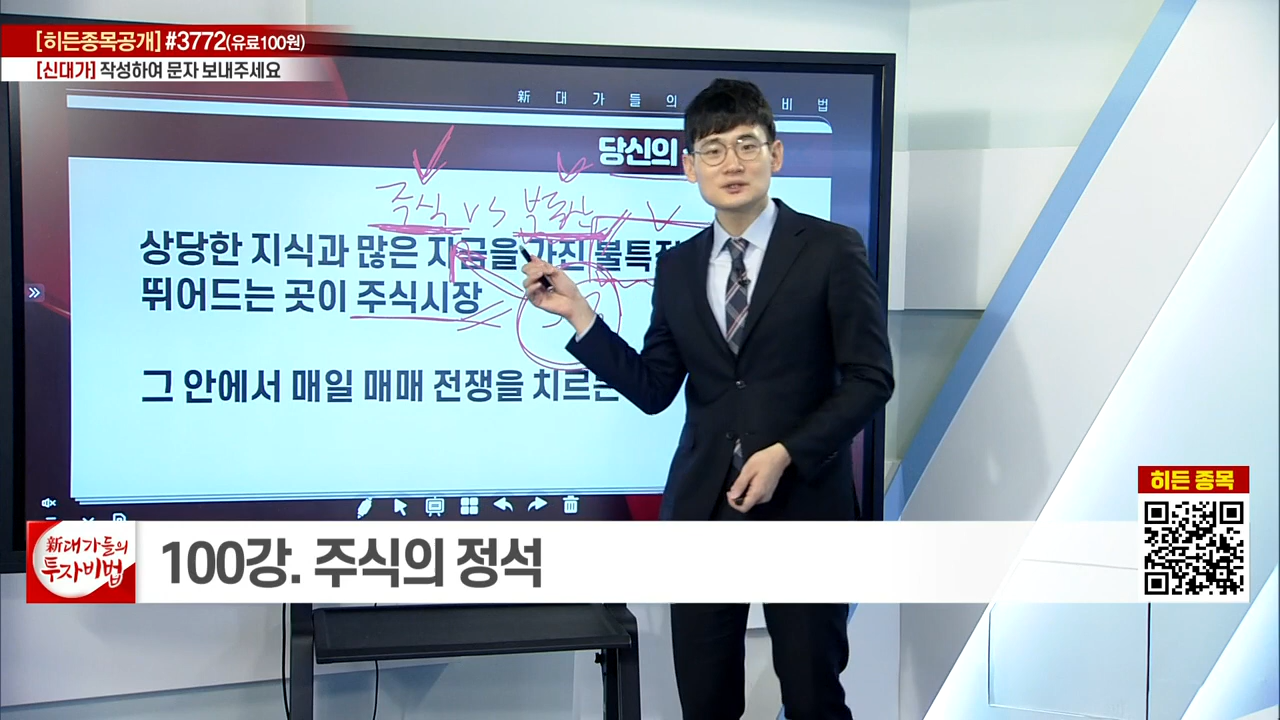 [히든종목공개] #3772(유료100원)
[신대가] 작성하여 문자 보내주세요
新 대 가 들 의 비 법
당신의
주식 vs 부동산
상당한 지식과 많은 자금을 가진 불특정
뛰어드는 곳이 주식시장
그 안에서 매일 매매 전쟁을 치르는
히든 종목
新대가들의
투자비법
100강. 주식의 정석